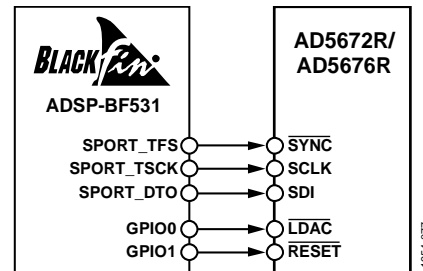 BLACKfin
ADSP-BF531
AD5672R/
AD5676R
SPORT_TFS
SPORT_TSCK
SPORT_DTO
GPIO0
GPIO1
SYNC
SCLK
SDI
LDAC
RESET